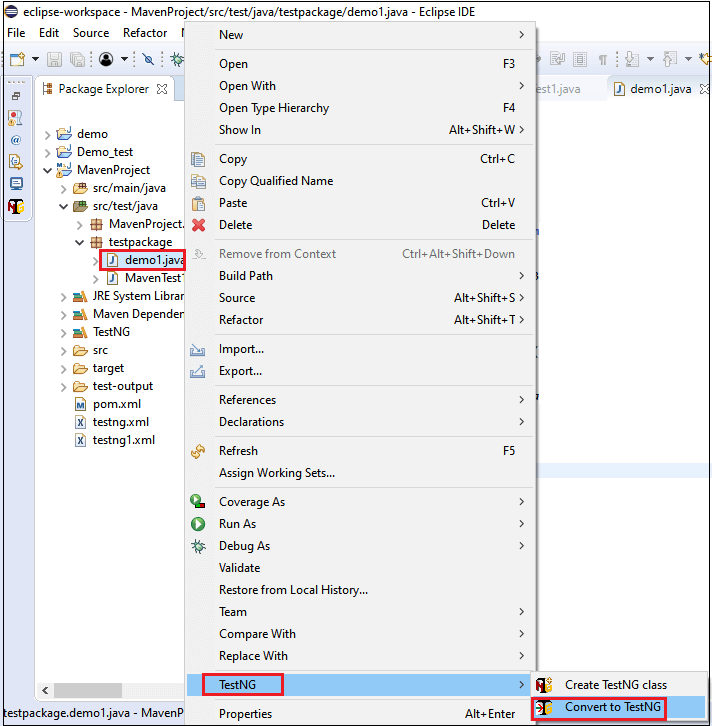 eclipse-workspace - MavenProject/src/test/java/testpackage/demo1.java - Eclipse IDE
File Edit Source Refactor
Package Explorer
est1.java
demo1.java
demo
Demo_test
MavenProject
src/main/java
src/test/java
MavenProject.
testpackage
demo1.java
MavenTest1
JRE System Librar
Maven Depender
TestNG
src
target
test-output
pom.xml
testng.xml
testng1.xml
New
Open F3
Open With
Open Type Hierarchy F4
Show In Alt+Shift+W
Copy Ctrl+C
Copy Qualified Name
Paste Ctrl+V
Delete Delete
Remove from Context Ctrl+Alt+Shift+Down
Build Path
Source Alt+Shift+S
Refactor Alt+Shift+T
Import...
Export...
References
Declarations
Refresh F5
Assign Working Sets...
Coverage As
Run As
Debug As
Validate
Restore from Local History...
Team
Compare With
Replace With
TestNG
Properties Alt+Enter
Create TestNG class
Convert to TestNG
testpackage.demo1.java - MavenP